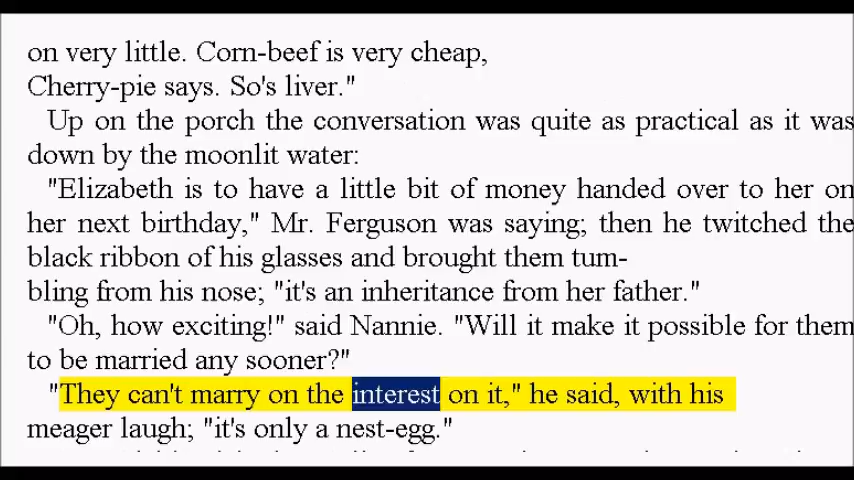 on very little. Corn-beef is very cheap,
Cherry-pie says. So's liver."
Up on the porch the conversation was quite as practical as it was
down by the moonlit water:
"Elizabeth is to have a little bit of money handed over to her on
her next birthday," Mr. Ferguson was saying; then he twitched the
black ribbon of his glasses and brought them tum-
bling from his nose; "it's an inheritance from her father."
"Oh, how exciting!" said Nannie. "Will it make it possible for them
to be married any sooner?"
"They can't marry on the interest on it," he said, with his
meager laugh; "it's only a nest-egg."